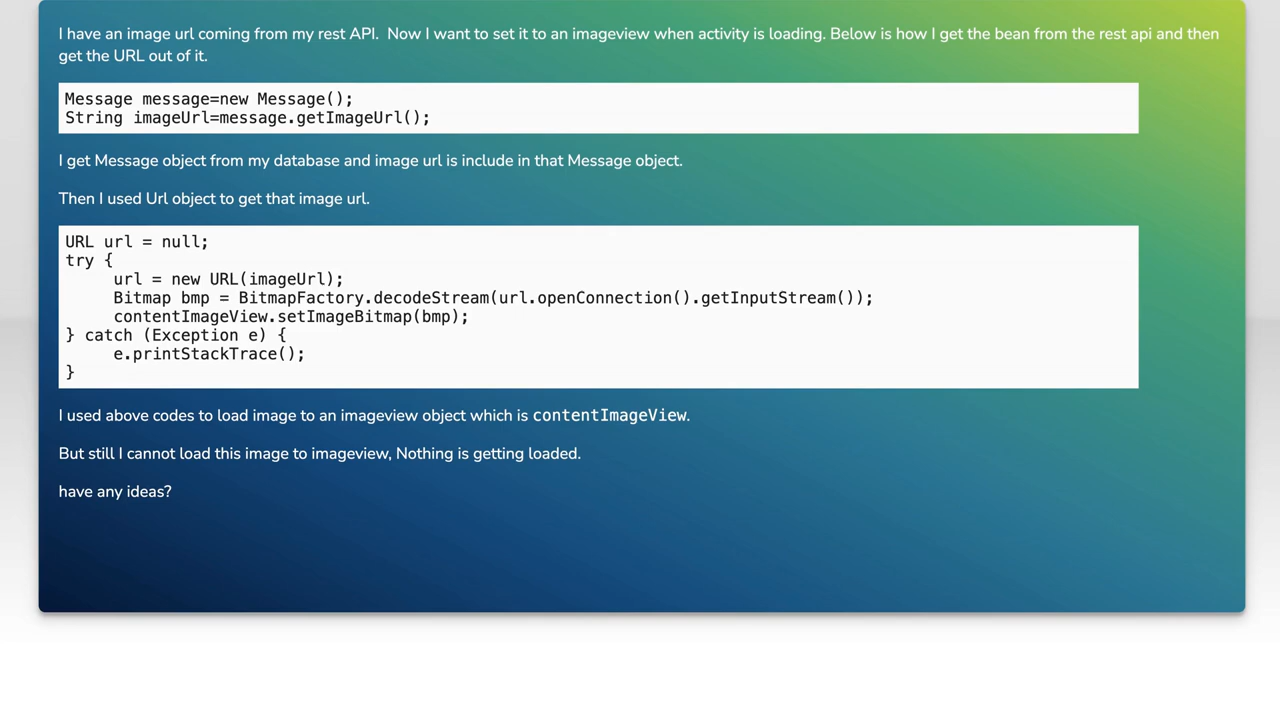 I have an image url coming from my rest API.  Now I want to set it to an imageview when activity is loading. Below is how I get the bean from the rest api and then
get the URL out of it.
Message message=new Message();
String imageUrl=message.getImageUrl();
I get Message object from my database and image url is include in that Message object.
Then I used Url object to get that image url.
URL url = null;
try {
     url = new URL(imageUrl);
     Bitmap bmp = BitmapFactory.decodeStream(url.openConnection().getInputStream());
     contentImageView.setImageBitmap(bmp);
} catch (Exception e) {
     e.printStackTrace();
}
I used above codes to load image to an imageview object which is contentImageView.
But still I cannot load this image to imageview, Nothing is getting loaded.
have any ideas?